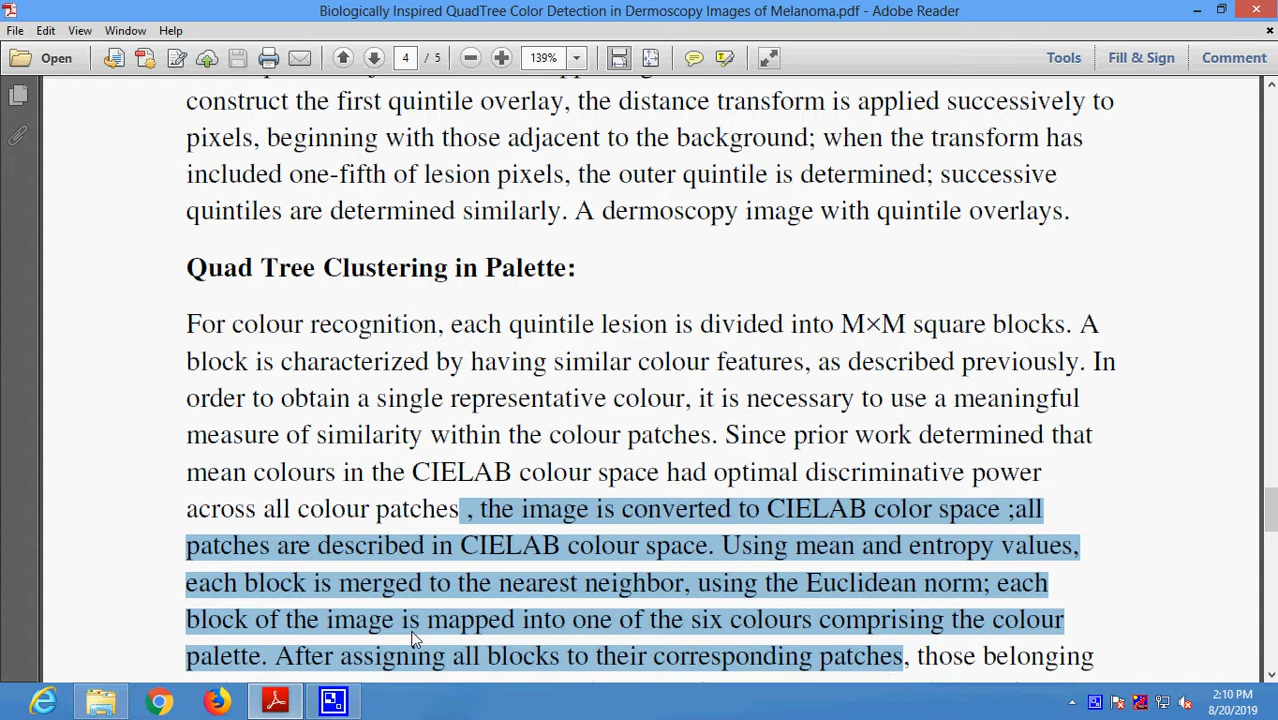 Biologically Inspired QuadTree Color Detection in Dermoscopy Images of Melanoma.pdf - Adobe Reader
File Edit View Window Help
Open 4 / 5 139% Tools Fill & Sign Comment
construct the first quintile overlay, the distance transform is applied successively to
pixels, beginning with those adjacent to the background; when the transform has
included one-fifth of lesion pixels, the outer quintile is determined; successive
quintiles are determined similarly. A dermoscopy image with quintile overlays.
Quad Tree Clustering in Palette:
For colour recognition, each quintile lesion is divided into M×M square blocks. A
block is characterized by having similar colour features, as described previously. In
order to obtain a single representative colour, it is necessary to use a meaningful
measure of similarity within the colour patches. Since prior work determined that
mean colours in the CIELAB colour space had optimal discriminative power
across all colour patches , the image is converted to CIELAB color space ;all
patches are described in CIELAB colour space. Using mean and entropy values,
each block is merged to the nearest neighbor, using the Euclidean norm; each
block of the image is mapped into one of the six colours comprising the colour
palette. After assigning all blocks to their corresponding patches, those belonging
2:10 PM
8/20/2019